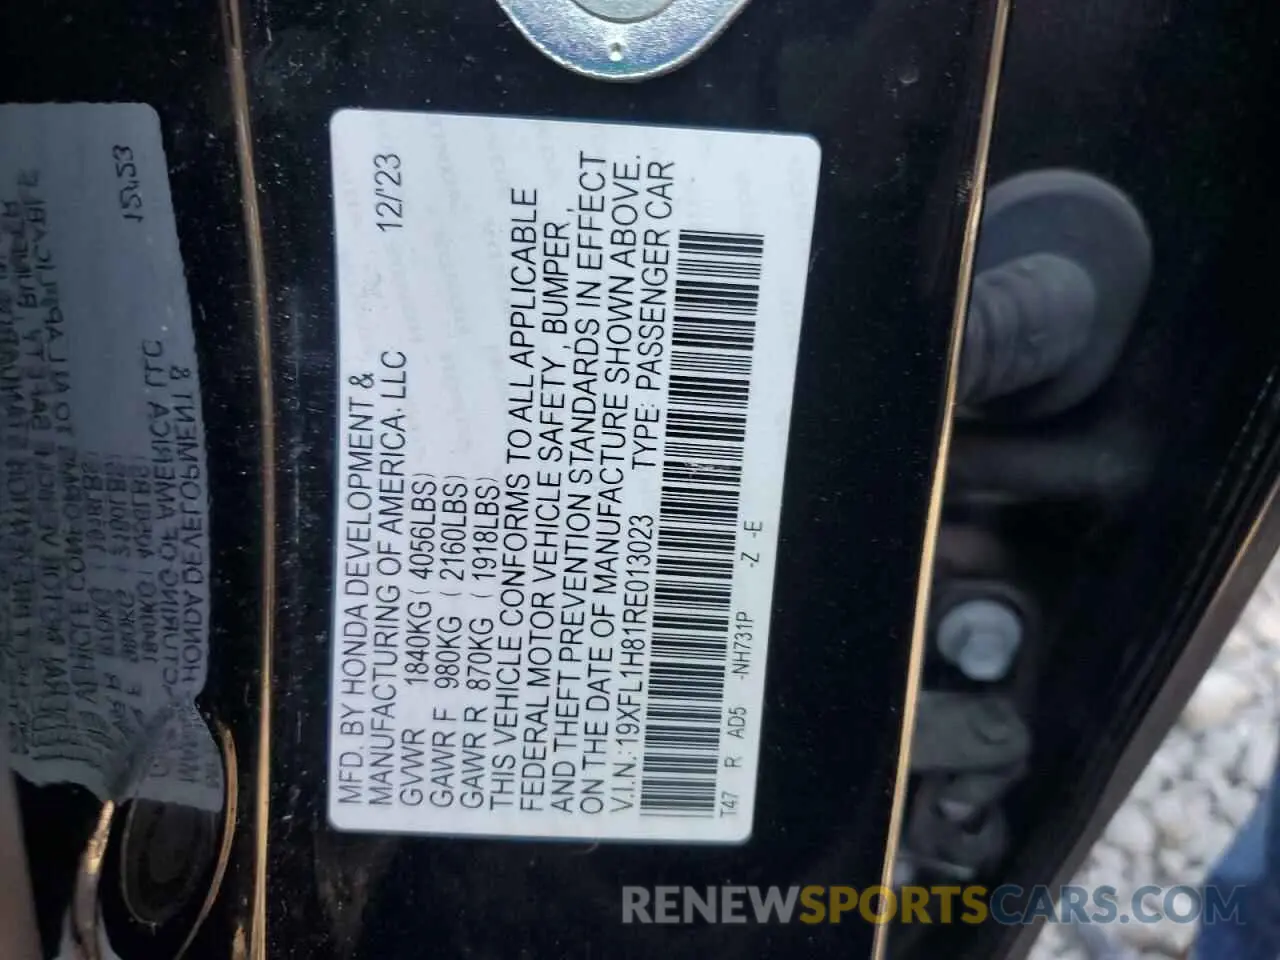 MFD. BY HONDA DEVELOPMENT &
MANUFACTURING OF AMERICA, LLC 12/'23
GVWR 1840KG ( 4056LBS)
GAWR F 980KG ( 2160LBS)
GAWR R 870KG ( 1918LBS)
THIS VEHICLE CONFORMS TO ALL APPLICABLE
FEDERAL MOTOR VEHICLE SAFETY, BUMPER,
AND THEFT PREVENTION STANDARDS IN EFFECT
ON THE DATE OF MANUFACTURE SHOWN ABOVE.
V.I.N.: 19XFL1H81RE013023 TYPE: PASSENGER CAR
T47 R AD5 -NH731P -Z -E
RENEWSPORTSCARS.COM